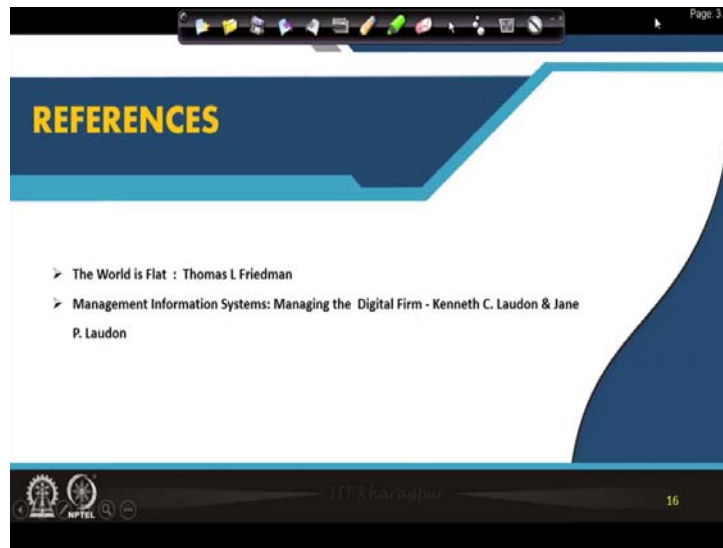 Page: 3
REFERENCES
➢ The World is Flat : Thomas L Friedman
➢ Management Information Systems: Managing the Digital Firm - Kenneth C. Laudon & Jane
P. Laudon
IIT Kharagpur
NPTEL
16